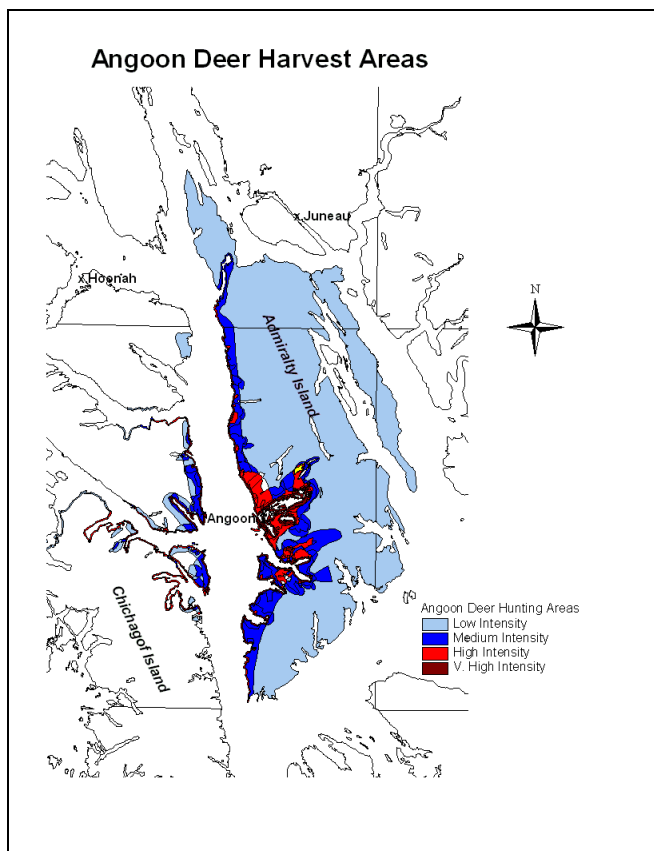 Angoon Deer Harvest Areas
x Juneau
x Hoonah
N
Admiralty Island
Angoon
Chichagof Island
Angoon Deer Hunting Areas
Low Intensity
Medium Intensity
High Intensity
V. High Intensity